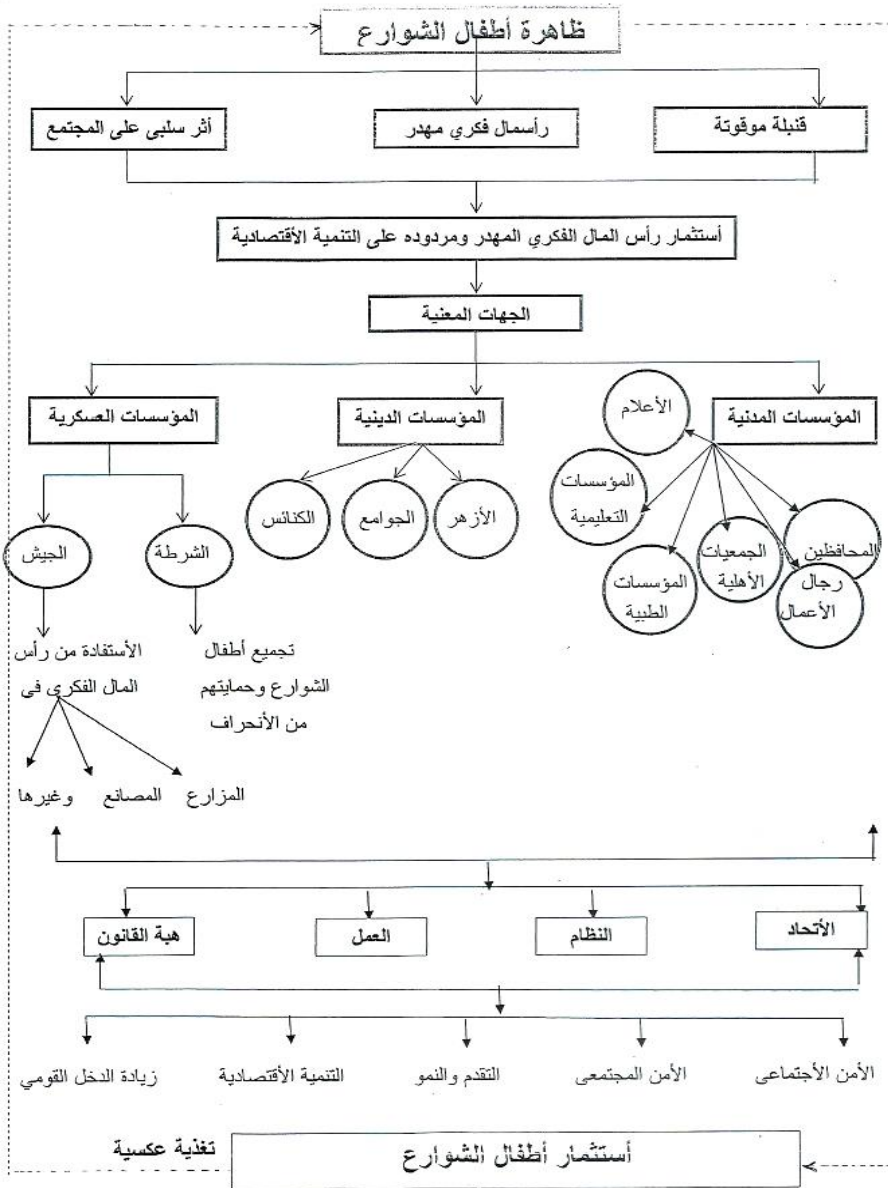 ظاهرة أطفال الشوارع
قنبلة موقوتة
رأسمال فكري مهدر
أثر سلبى على المجتمع
أستثمار رأس المال الفكري المهدر ومردوده على التنمية الأقتصادية
الجهات المعنية
المؤسسات المدنية
المؤسسات الدينية
المؤسسات العسكرية
الأعلام
المؤسسات
التعليمية
المؤسسات
الطبية
الجمعيات
الأهلية
المحافظين
رجال
الأعمال
الأزهر
الجوامع
الكنائس
الشرطة
الجيش
تجميع أطفال
الشوارع وحمايتهم
من الأنحراف
الأستفادة من رأس
المال الفكرى فى
المزارع
المصانع
وغيرها
الأتحاد
النظام
العمل
هبة القانون
الأمن الأجتماعى
الأمن المجتمعى
التقدم والنمو
التنمية الأقتصادية
زيادة الدخل القومي
أستثمار أطفال الشوارع
تغذية عكسية